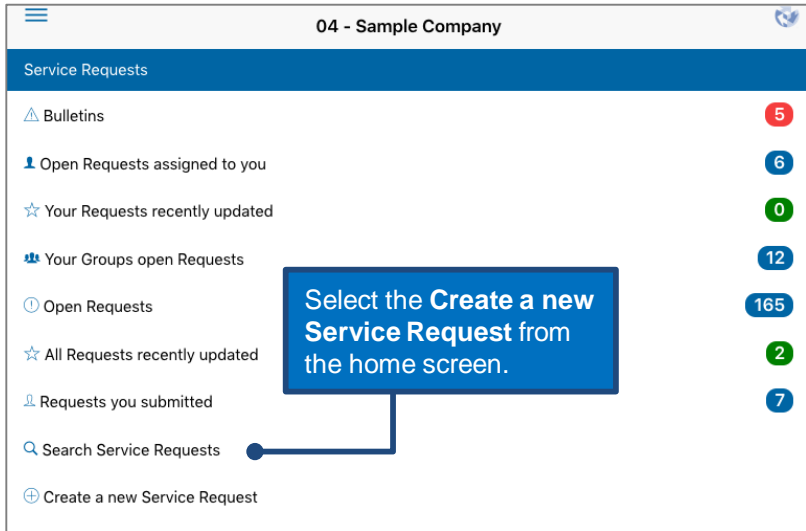 04 - Sample Company
Service Requests
Bulletins 5
Open Requests assigned to you 6
Your Requests recently updated 0
Your Groups open Requests 12
Open Requests 165
All Requests recently updated 2
Requests you submitted 7
Search Service Requests
Create a new Service Request
Select the Create a new
Service Request from
the home screen.